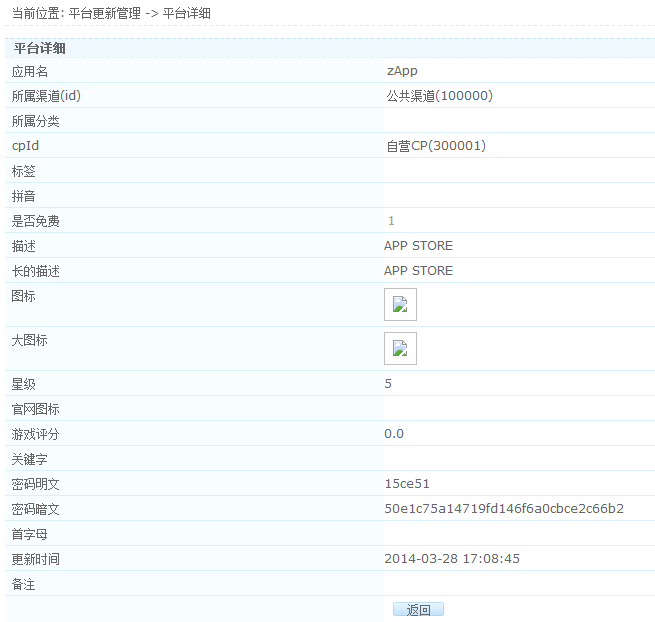 当前位置: 平台更新管理 -> 平台详细
平台详细
应用名 zApp
所属渠道(id) 公共渠道(100000)
所属分类
cpId 自营CP(300001)
标签
拼音
是否免费 1
描述 APP STORE
长的描述 APP STORE
图标
大图标
星级 5
官网图标
游戏评分 0.0
关键字
密码明文 15ce51
密码暗文 50e1c75a14719fd146f6a0cbce2c66b2
首字母
更新时间 2014-03-28 17:08:45
备注
返回